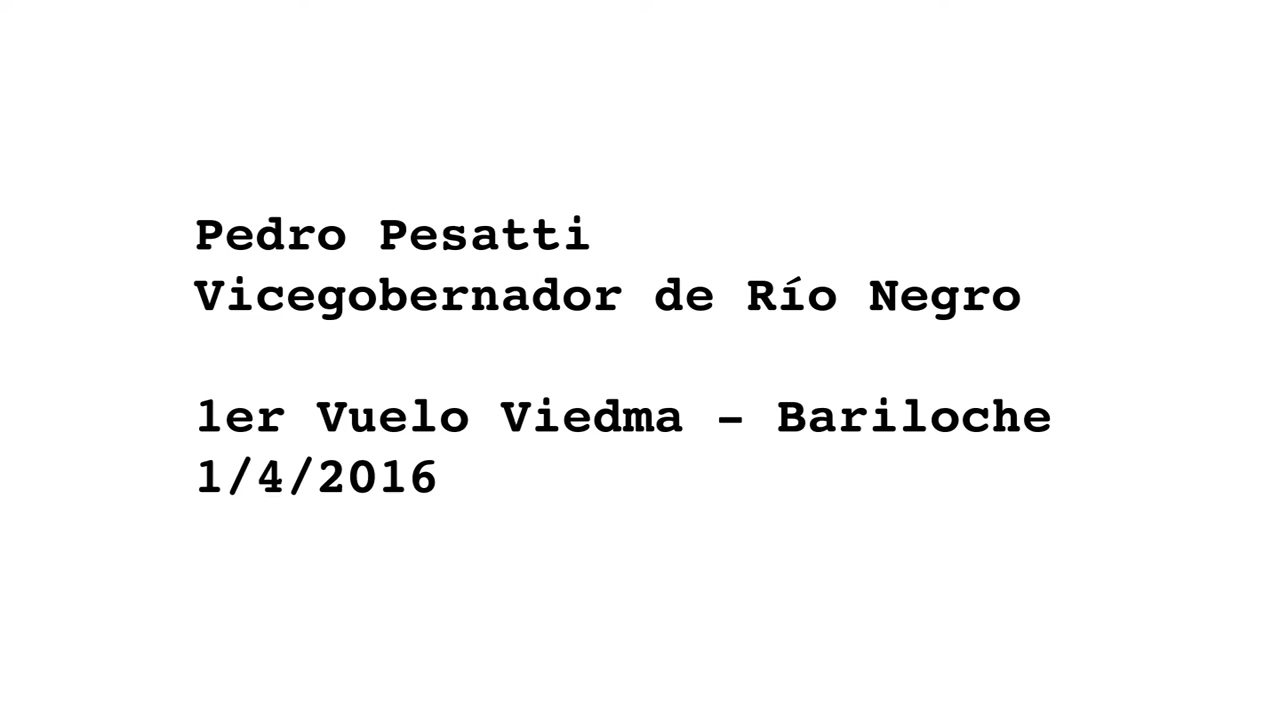 Pedro Pesatti
Vicegobernador de Río Negro
1er Vuelo Viedma - Bariloche
1/4/2016